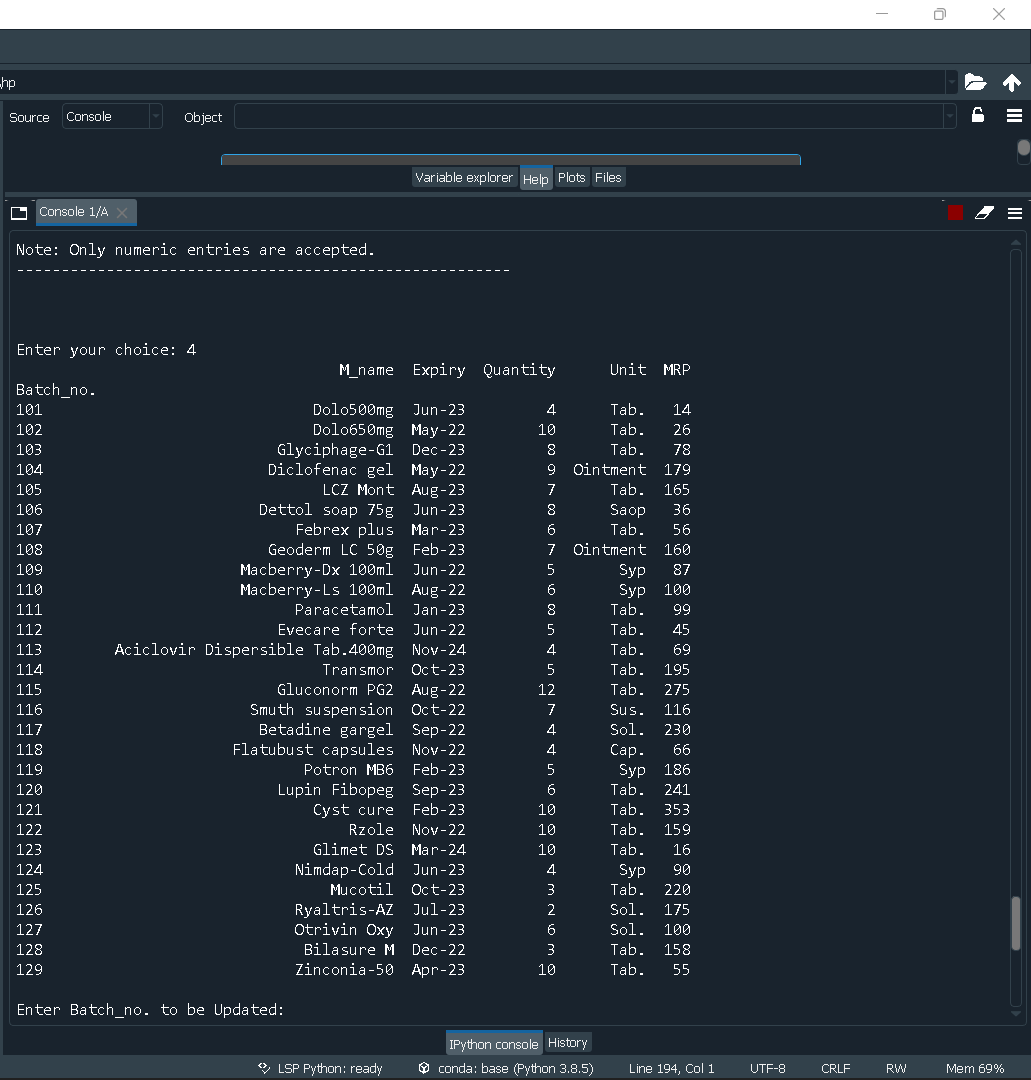 \hp
Source Console Object
Variable explorer Help Plots Files
Console 1/A
Note: Only numeric entries are accepted.
-------------------------------------------------------
Enter your choice: 4
M_name Expiry Quantity Unit MRP
Batch_no.
101 Dolo500mg Jun-23 4 Tab. 14
102 Dolo650mg May-22 10 Tab. 26
103 Glyciphage-G1 Dec-23 8 Tab. 78
104 Diclofenac gel May-22 9 Ointment 179
105 LCZ Mont Aug-23 7 Tab. 165
106 Dettol soap 75g Jun-23 8 Saop 36
107 Febrex plus Mar-23 6 Tab. 56
108 Geoderm LC 50g Feb-23 7 Ointment 160
109 Macberry-Dx 100ml Jun-22 5 Syp 87
110 Macberry-Ls 100ml Aug-22 6 Syp 100
111 Paracetamol Jan-23 8 Tab. 99
112 Evecare forte Jun-22 5 Tab. 45
113 Aciclovir Dispersible Tab.400mg Nov-24 4 Tab. 69
114 Transmor Oct-23 5 Tab. 195
115 Gluconorm PG2 Aug-22 12 Tab. 275
116 Smuth suspension Oct-22 7 Sus. 116
117 Betadine gargel Sep-22 4 Sol. 230
118 Flatubust capsules Nov-22 4 Cap. 66
119 Potron MB6 Feb-23 5 Syp 186
120 Lupin Fibopeg Sep-23 6 Tab. 241
121 Cyst cure Feb-23 10 Tab. 353
122 Rzole Nov-22 10 Tab. 159
123 Glimet DS Mar-24 10 Tab. 16
124 Nimdap-Cold Jun-23 4 Syp 90
125 Mucotil Oct-23 3 Tab. 220
126 Ryaltris-AZ Jul-23 2 Sol. 175
127 Otrivin Oxy Jun-23 6 Sol. 100
128 Bilasure M Dec-22 3 Tab. 158
129 Zinconia-50 Apr-23 10 Tab. 55
Enter Batch_no. to be Updated:
IPython console History
LSP Python: ready conda: base (Python 3.8.5) Line 194, Col 1 UTF-8 CRLF RW Mem 69%